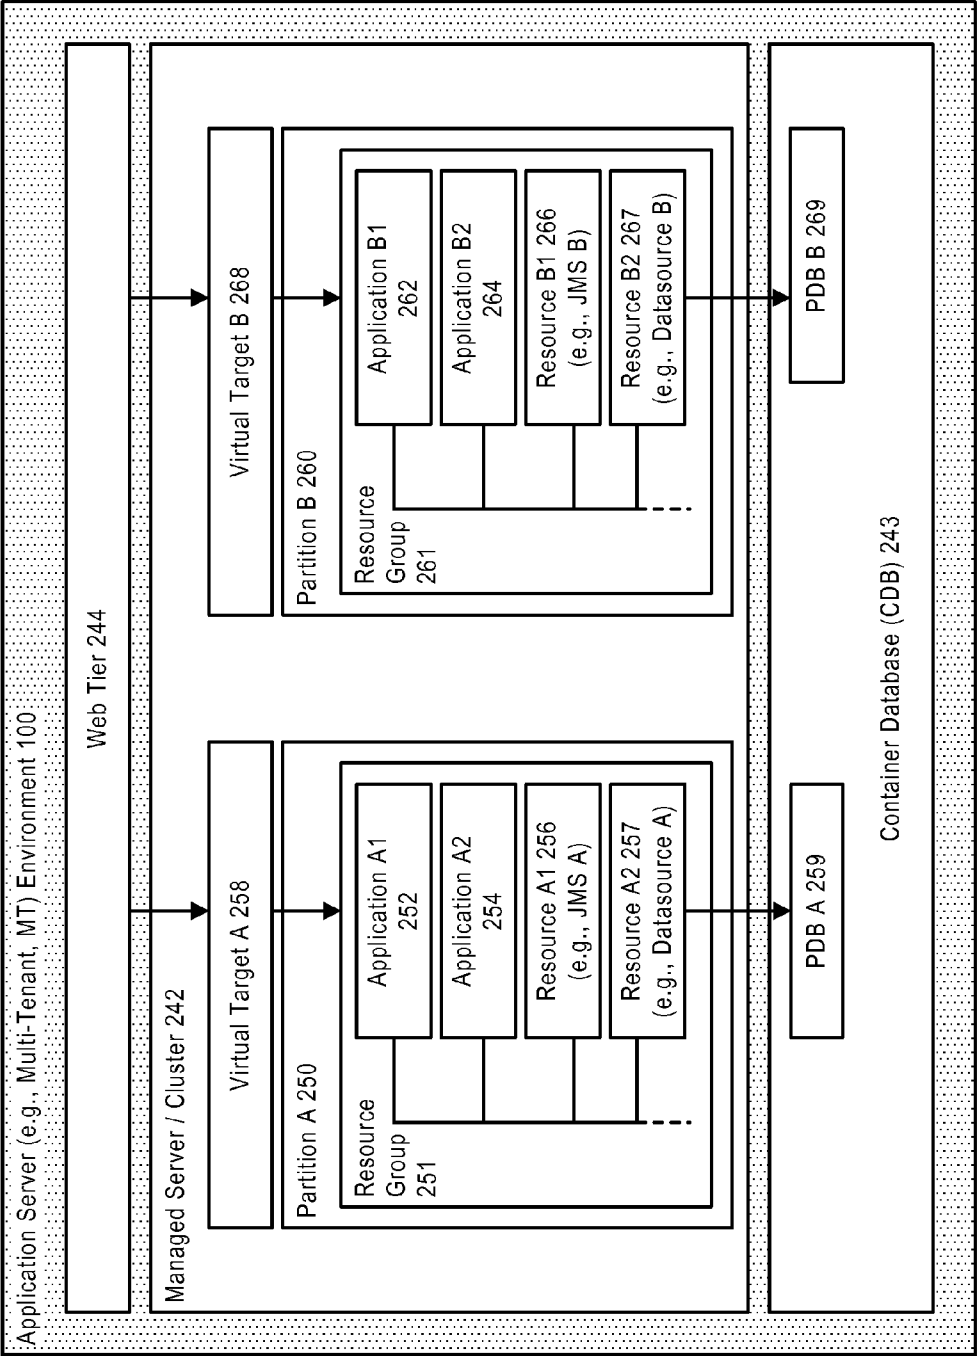 Application Server (e.g., Multi-Tenant, MT) Environment 100
Web Tier 244
Managed Server / Cluster 242
Virtual Target A 258
Partition A 250
Resource
Group
251
Application A1
252
Application A2
254
Resource A1 256
(e.g., JMS A)
Resource A2 257
(e.g., Datasource A)
Virtual Target B 268
Partition B 260
Resource
Group
261
Application B1
262
Application B2
264
Resource B1 266
(e.g., JMS B)
Resource B2 267
(e.g., Datasource B)
PDB A 259
PDB B 269
Container Database (CDB) 243